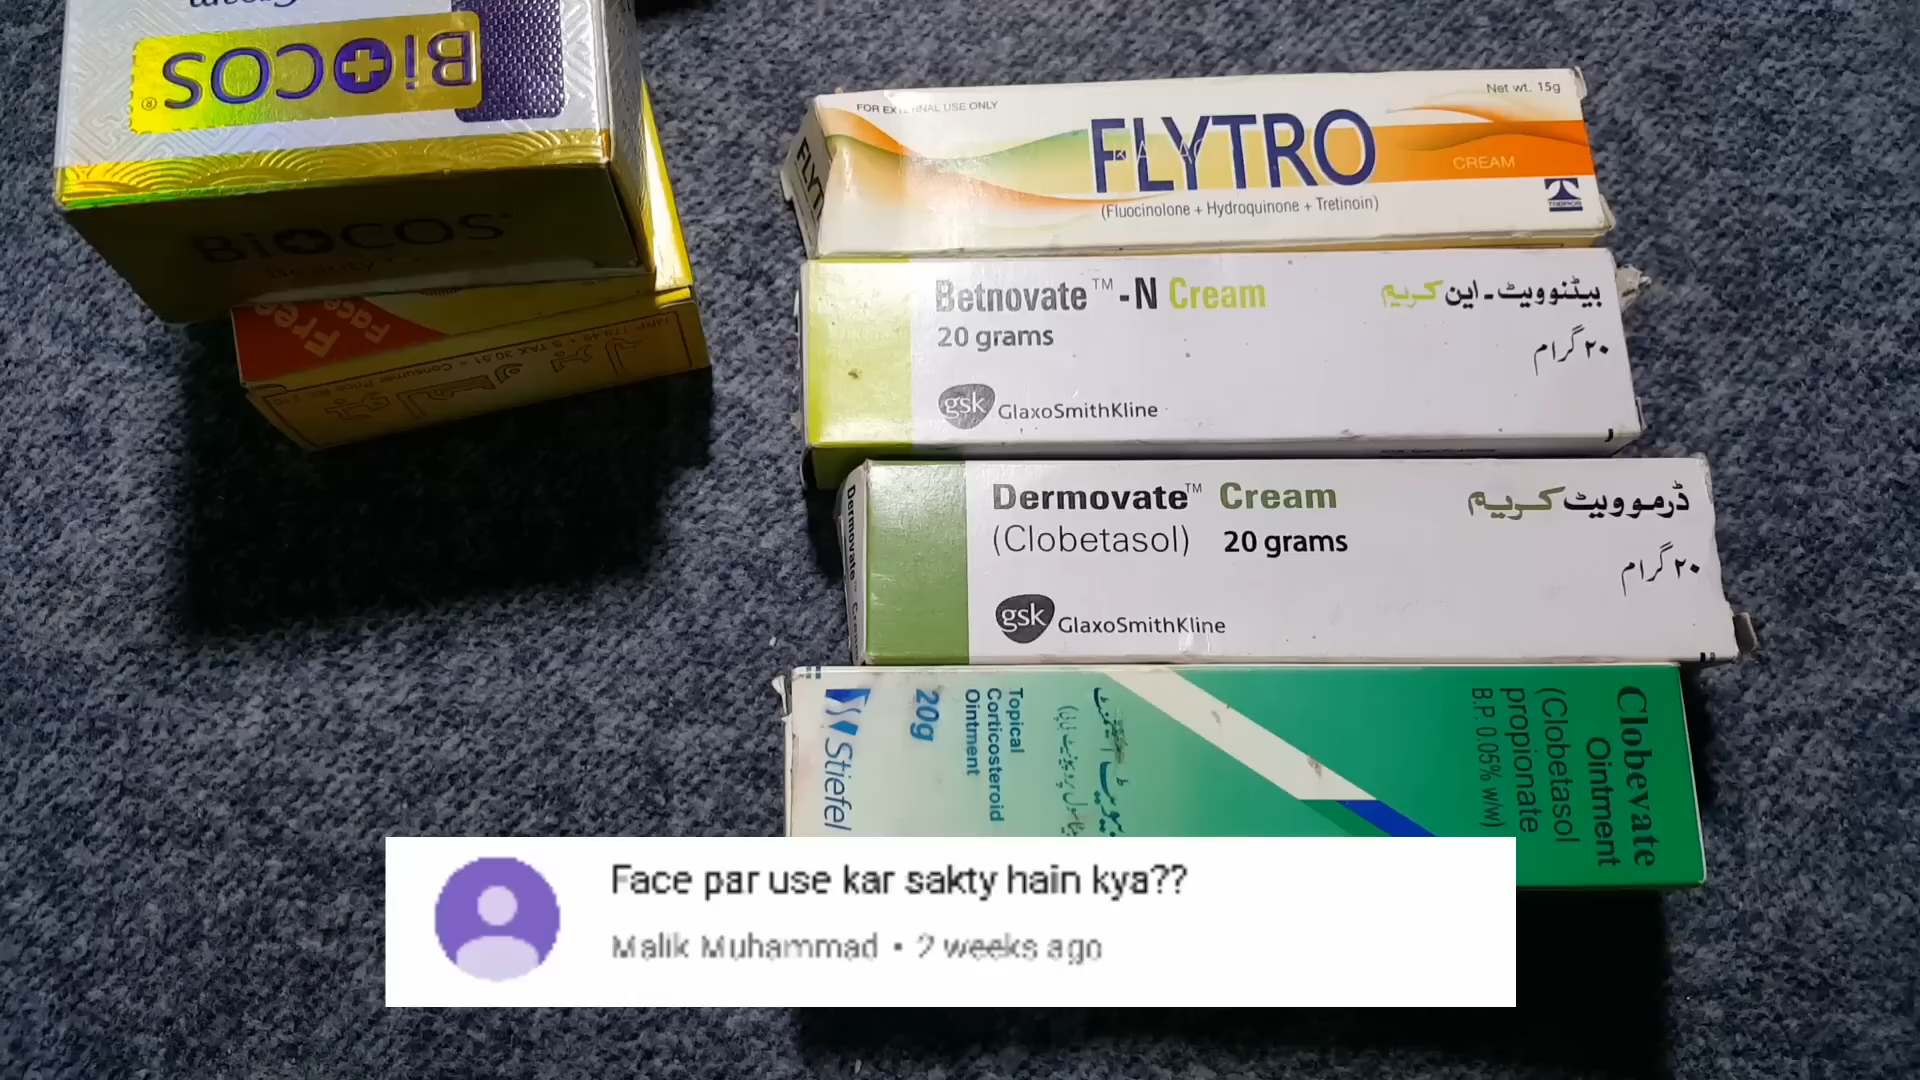 BiOCOS®
BiOCOS
Free
Face
FOR EXTERNAL USE ONLY
Net wt. 15g
FLYTRO
CREAM
(Fluocinolone + Hydroquinone + Tretinoin)
Betnovate™-N Cream
بیٹنوویٹ۔این کریم
20 grams
۲۰ گرام
gsk GlaxoSmithKline
Dermovate™ Cream
ڈرموویٹ کریم
(Clobetasol) 20 grams
۲۰ گرام
gsk GlaxoSmithKline
Dermovate™
Stiefel
20g
Topical
Corticosteroid
Ointment
Clobevate
Ointment
(Clobetasol
propionate
B.P. 0.05% w/w)
Face par use kar sakty hain kya??
Malik Muhammad • 2 weeks ago